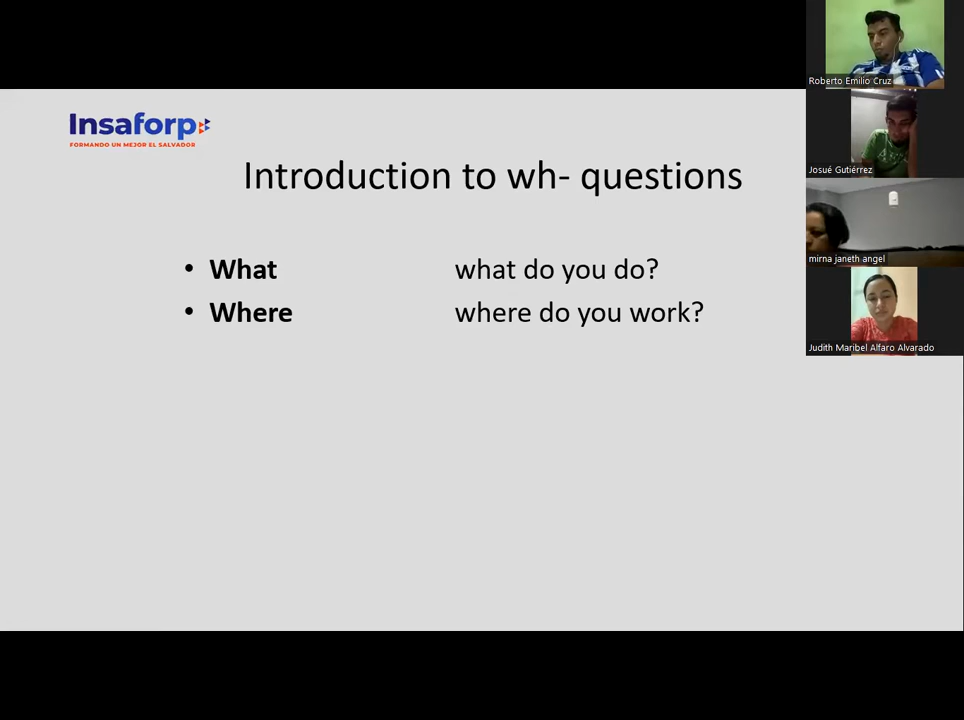 Insaforp
FORMANDO UN MEJOR EL SALVADOR
Introduction to wh- questions
• What what do you do?
• Where where do you work?
Roberto Emilio Cruz
Josué Gutiérrez
mirna janeth angel
Judith Maribel Alfaro Alvarado